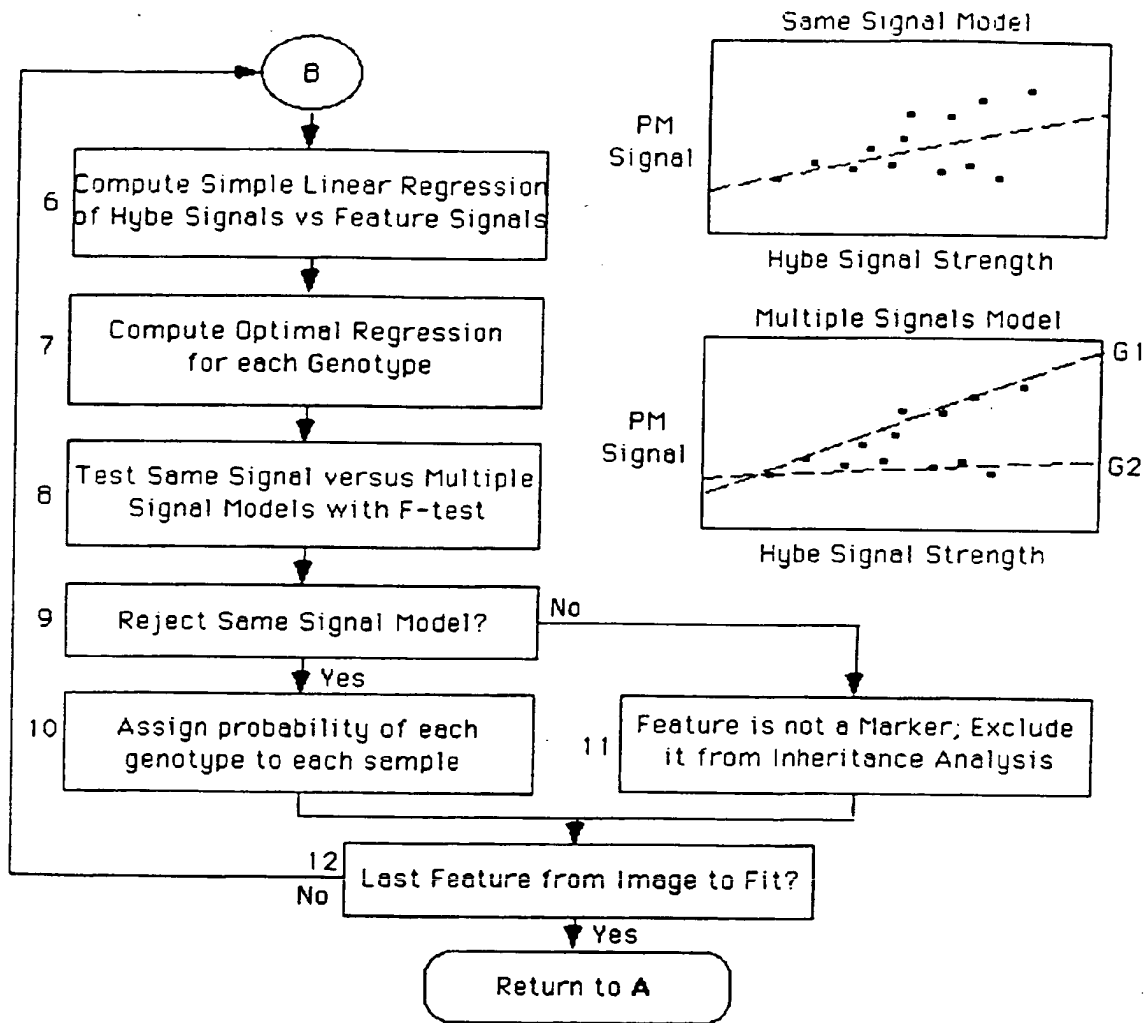 B
6
Compute Simple Linear Regression
of Hybe Signals vs Feature Signals
7
Compute Optimal Regression
for each Genotype
8
Test Same Signal versus Multiple
Signal Models with F-test
9
Reject Same Signal Model?
No
Yes
10
Assign probability of each
genotype to each sample
11
Feature is not a Marker; Exclude
it from Inheritance Analysis
12
No
Last Feature from Image to Fit?
Yes
Return to A
Same Signal Model
PM
Signal
Hybe Signal Strength
Multiple Signals Model
G1
PM
Signal
G2
Hybe Signal Strength